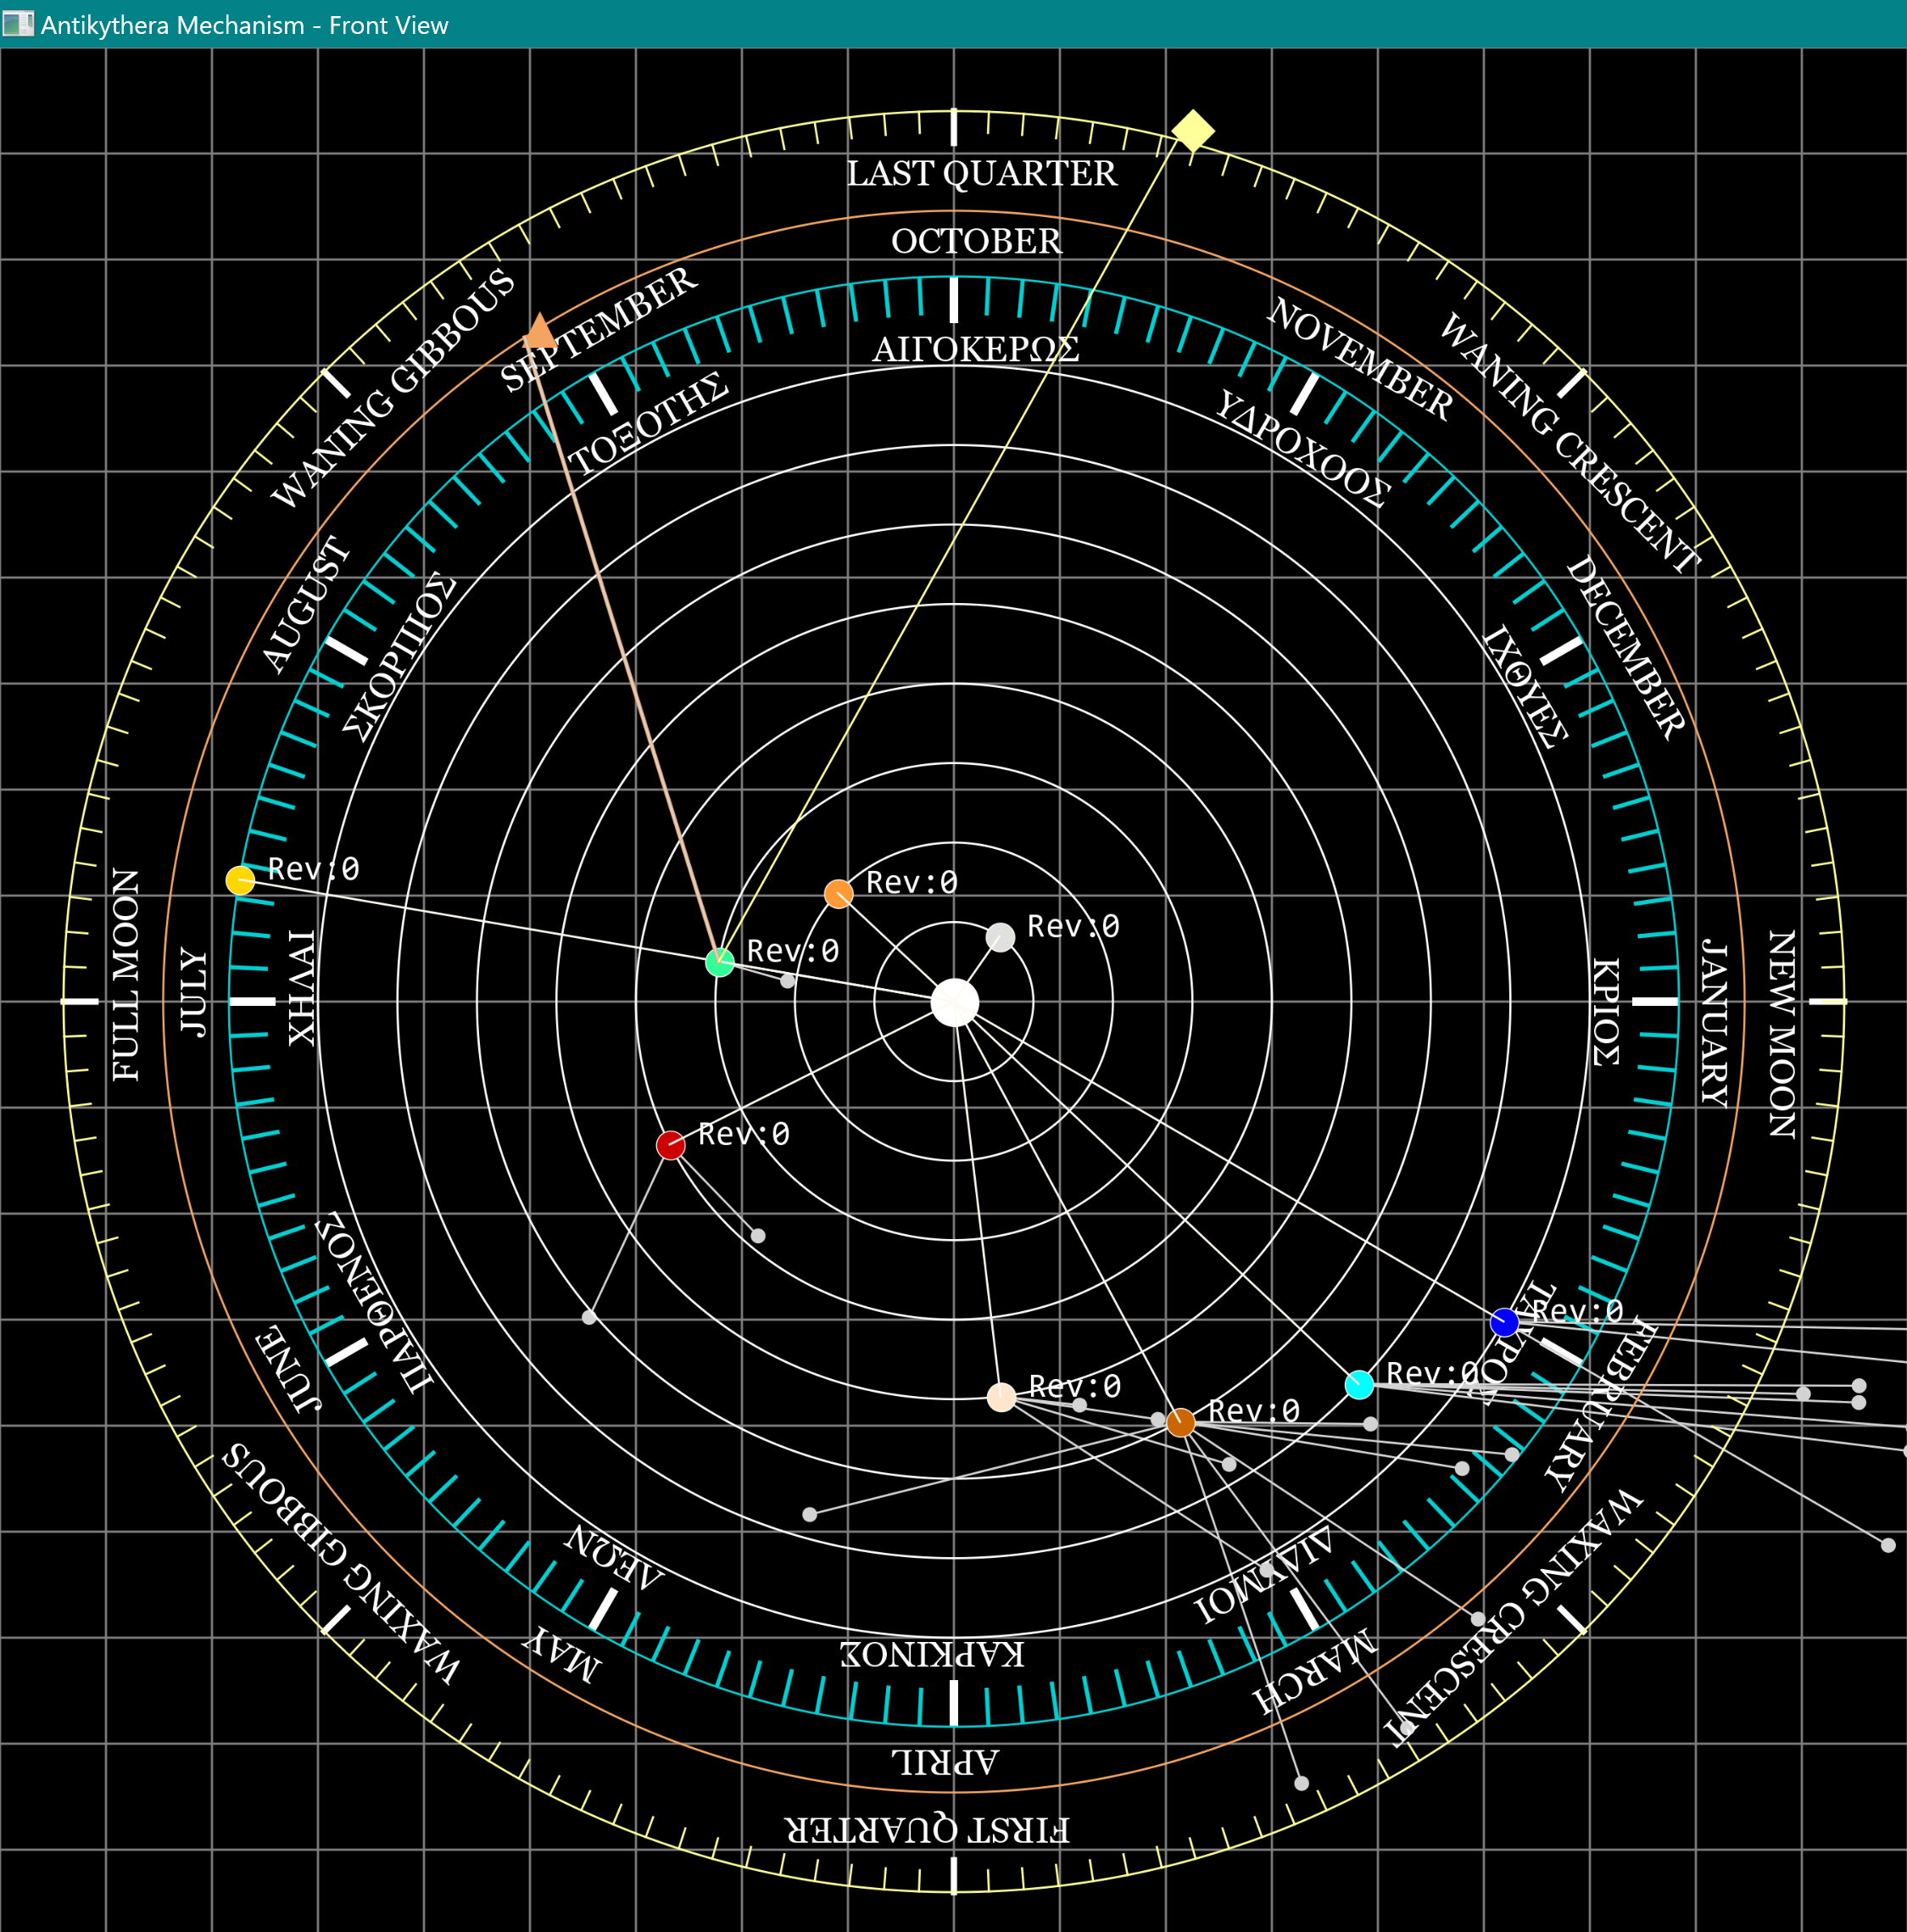 Antikythera Mechanism - Front View
LAST QUARTER
OCTOBER
ΑΙΓΟΚΕΡΩΣ
WANING GIBBOUS
SEPTEMBER
ΤΟΞΟΤΗΣ
NOVEMBER
ΥΔΡΟΧΟΟΣ
WANING CRESCENT
AUGUST
ΣΚΟΡΠΙΟΣ
DECEMBER
ΙΧΘΥΕΣ
Rev:0
Rev:0
Rev:0
Rev:0
FULL MOON
JULY
ΧΗΛΑΙ
ΚΡΙΟΣ
JANUARY
NEW MOON
Rev:0
ΠΑΡΘΕΝΟΣ
JUNE
Rev:0
ΤΑΥΡΟΣ
FEBRUARY
Rev:0
Rev:0
Rev:0
WAXING GIBBOUS
ΛΕΩΝ
MAY
ΔΙΔΥΜΟΙ
MARCH
WAXING CRESCENT
ΚΑΡΚΙΝΟΣ
APRIL
FIRST QUARTER